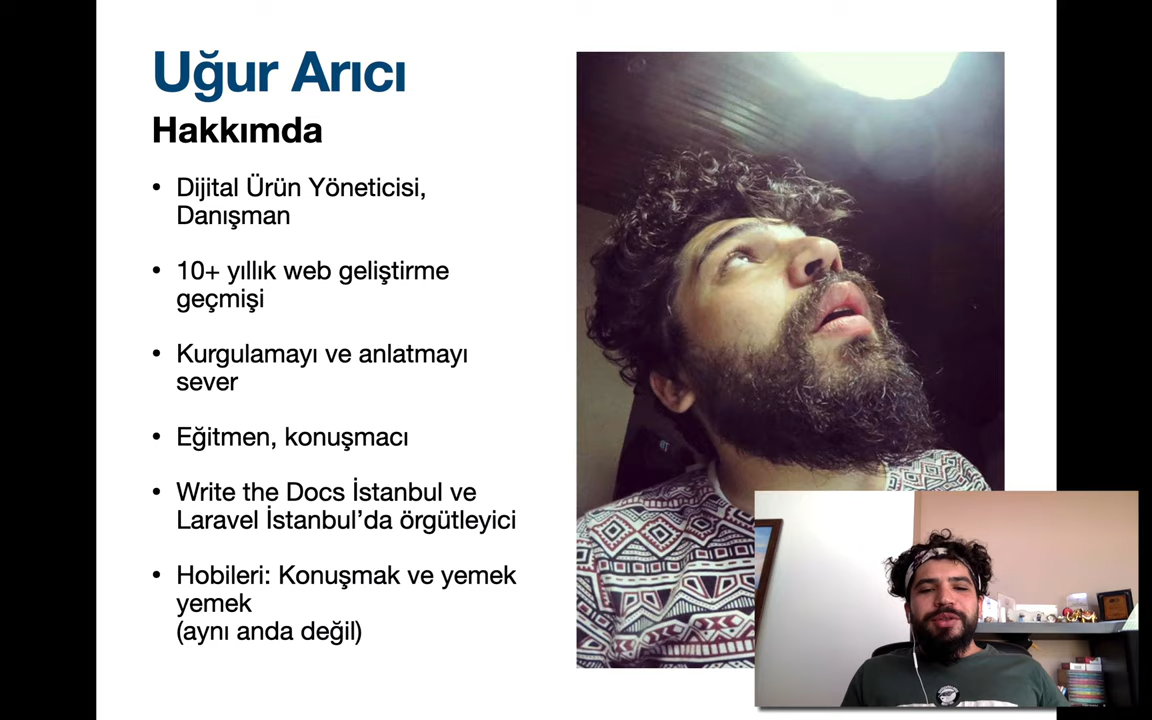 Uğur Arıcı
Hakkımda
• Dijital Ürün Yöneticisi,
Danışman
• 10+ yıllık web geliştirme
geçmişi
• Kurgulamayı ve anlatmayı
sever
• Eğitmen, konuşmacı
• Write the Docs İstanbul ve
Laravel İstanbul’da örgütleyici
• Hobileri: Konuşmak ve yemek
yemek
(aynı anda değil)